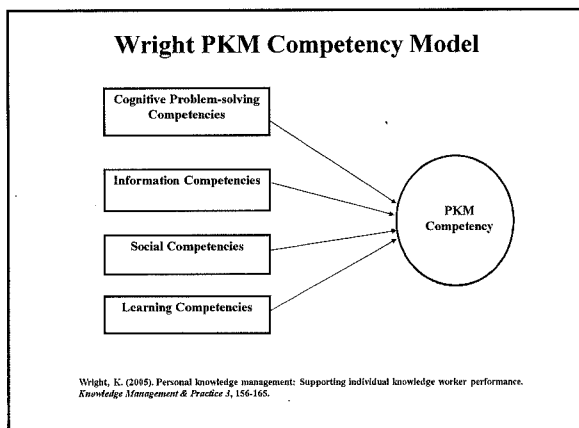 Wright PKM Competency Model
Cognitive Problem-solving
Competencies
Information Competencies
Social Competencies
Learning Competencies
PKM
Competency
Wright, K. (2005). Personal knowledge management: Supporting individual knowledge worker performance.
Knowledge Management & Practice 3, 156-165.